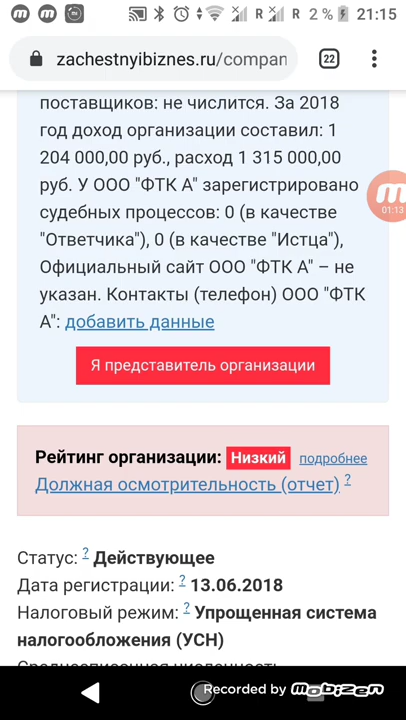 R R 2 % 21:15
zachestnyibiznes.ru/compan 22
поставщиков: не числится. За 2018
год доход организации составил: 1
204 000,00 руб., расход 1 315 000,00
руб. У ООО "ФТК А" зарегистрировано
судебных процессов: 0 (в качестве
"Ответчика"), 0 (в качестве "Истца"),
Официальный сайт ООО "ФТК А" – не
указан. Контакты (телефон) ООО "ФТК
А": добавить данные
01:13
Я представитель организации
Рейтинг организации: Низкий подробнее
Должная осмотрительность (отчет) ?
Статус: ? Действующее
Дата регистрации: ? 13.06.2018
Налоговый режим: ? Упрощенная система
налогообложения (УСН)
Среднесписочная численность
Recorded by MOBIZEN